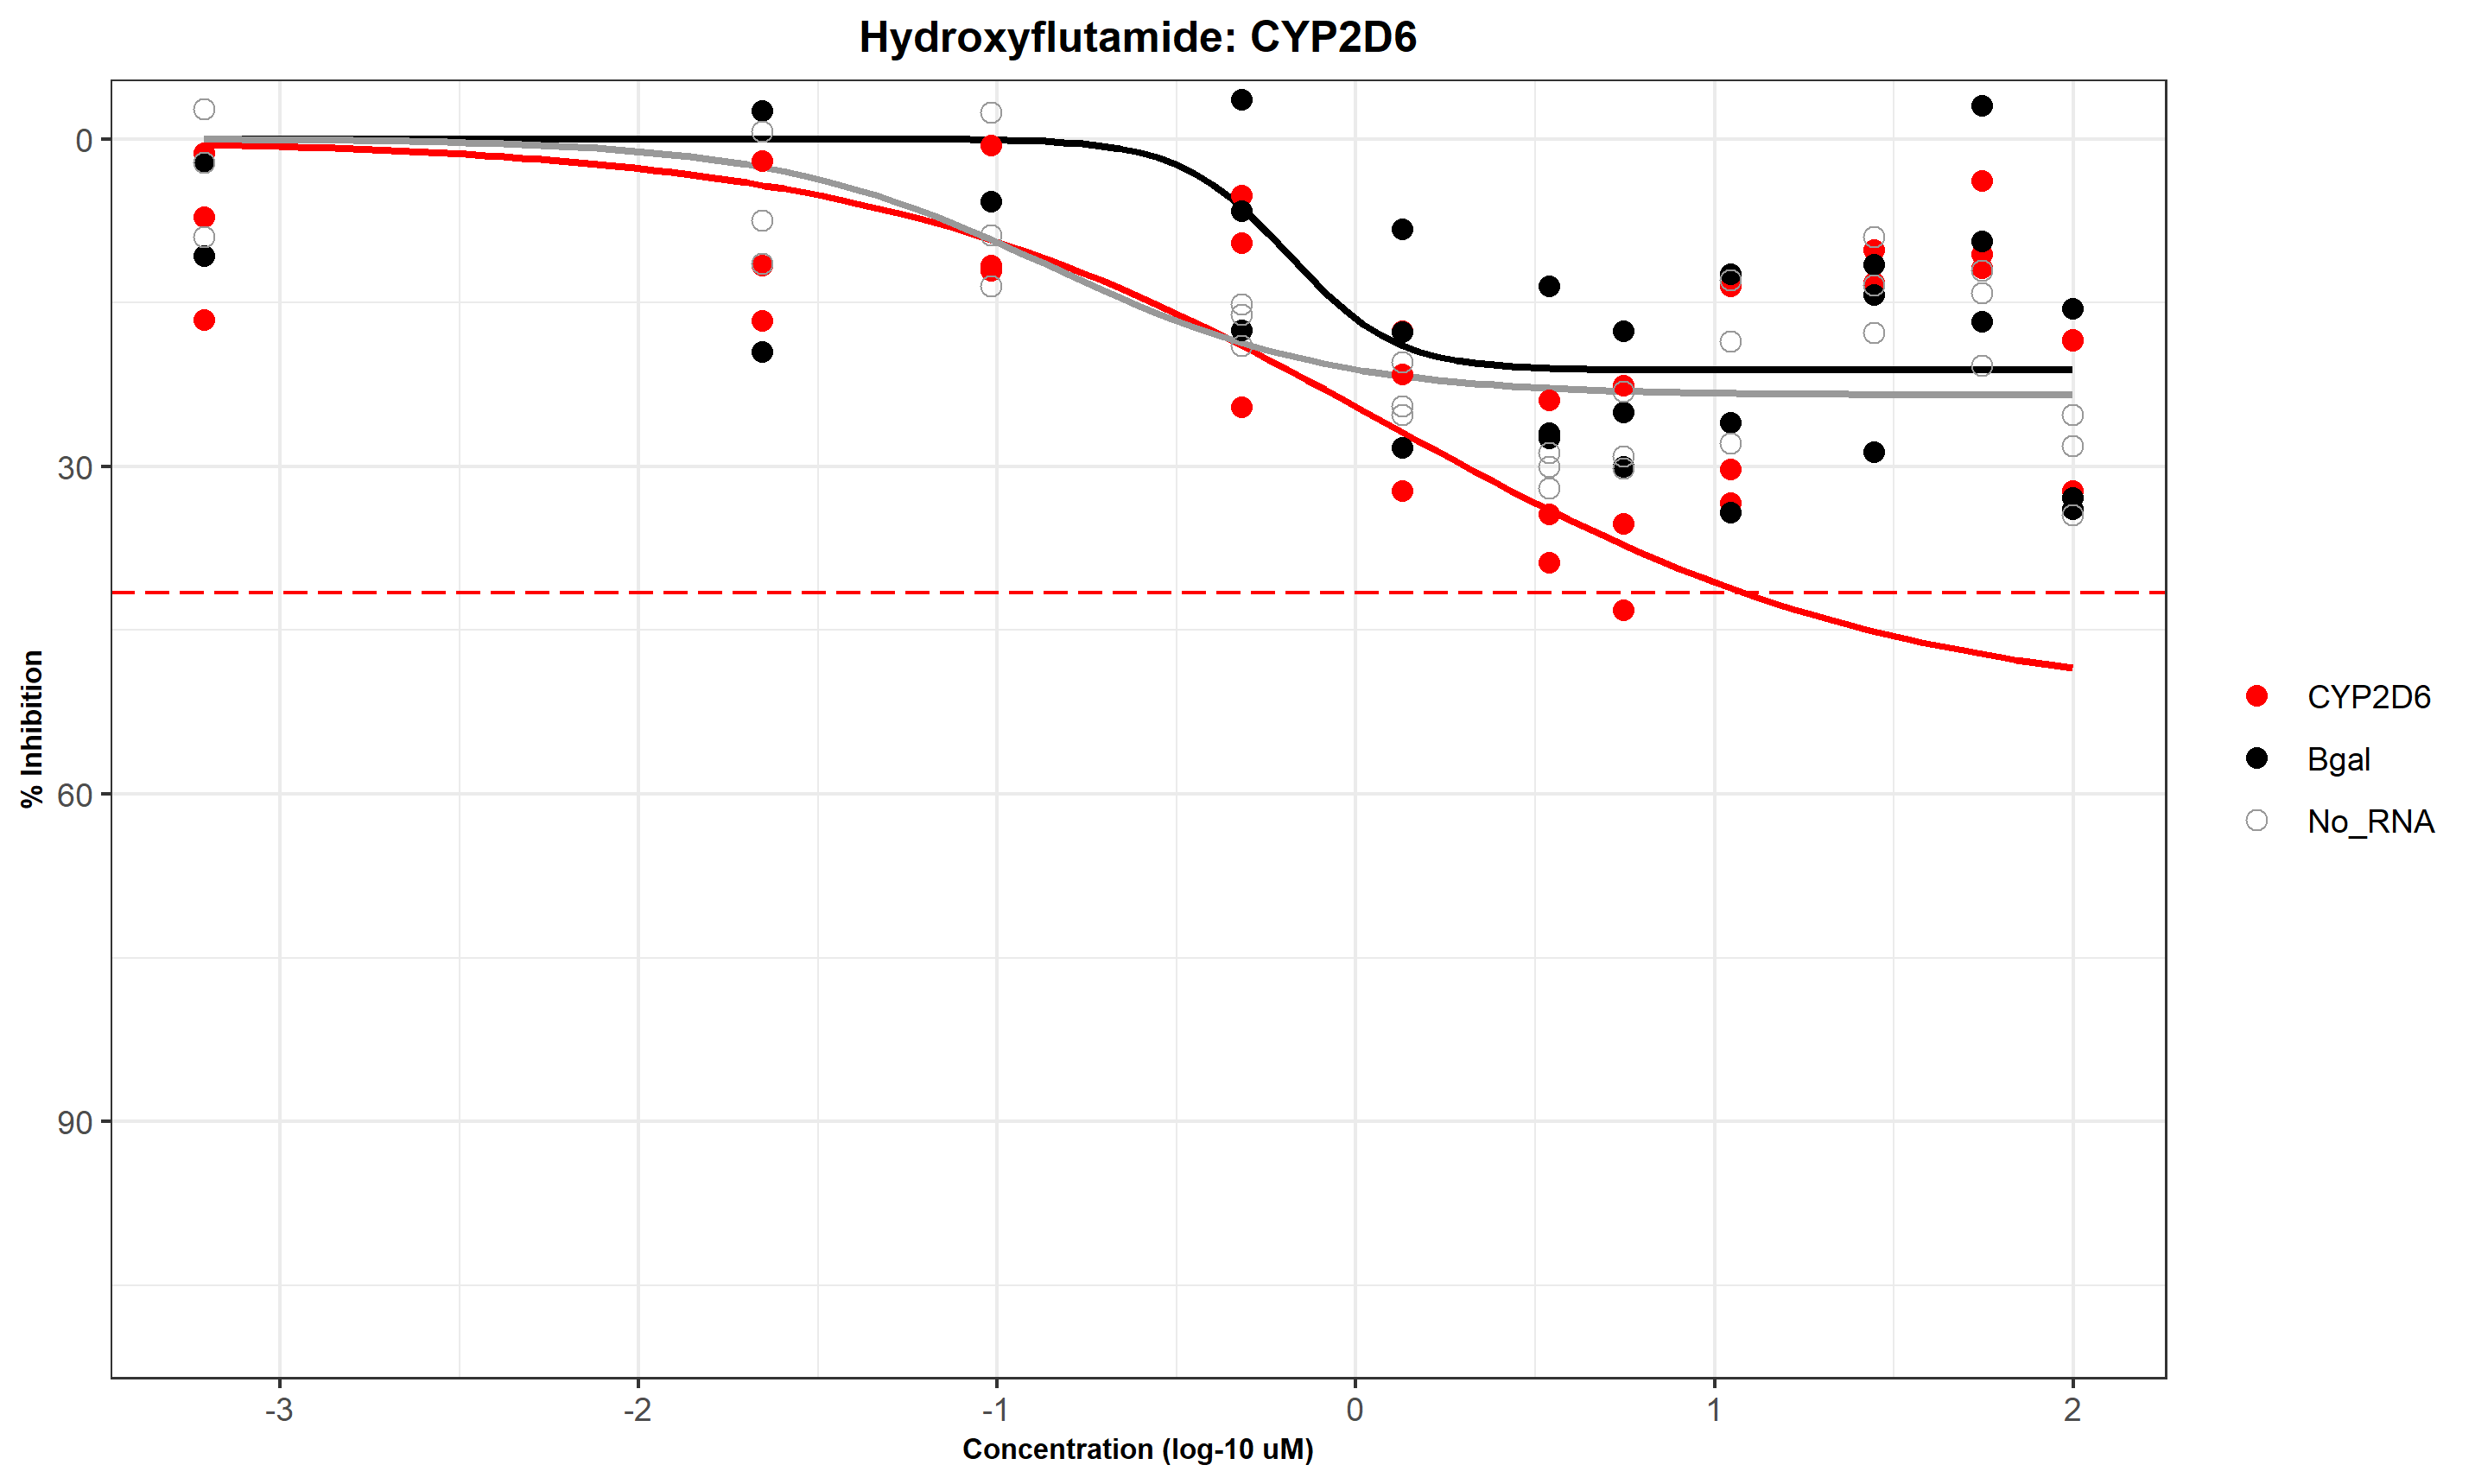 Hydroxyflutamide: CYP2D6
0
30
60
90
% Inhibition
-3
-2
-1
0
1
2
Concentration (log-10 uM)
CYP2D6
Bgal
No_RNA